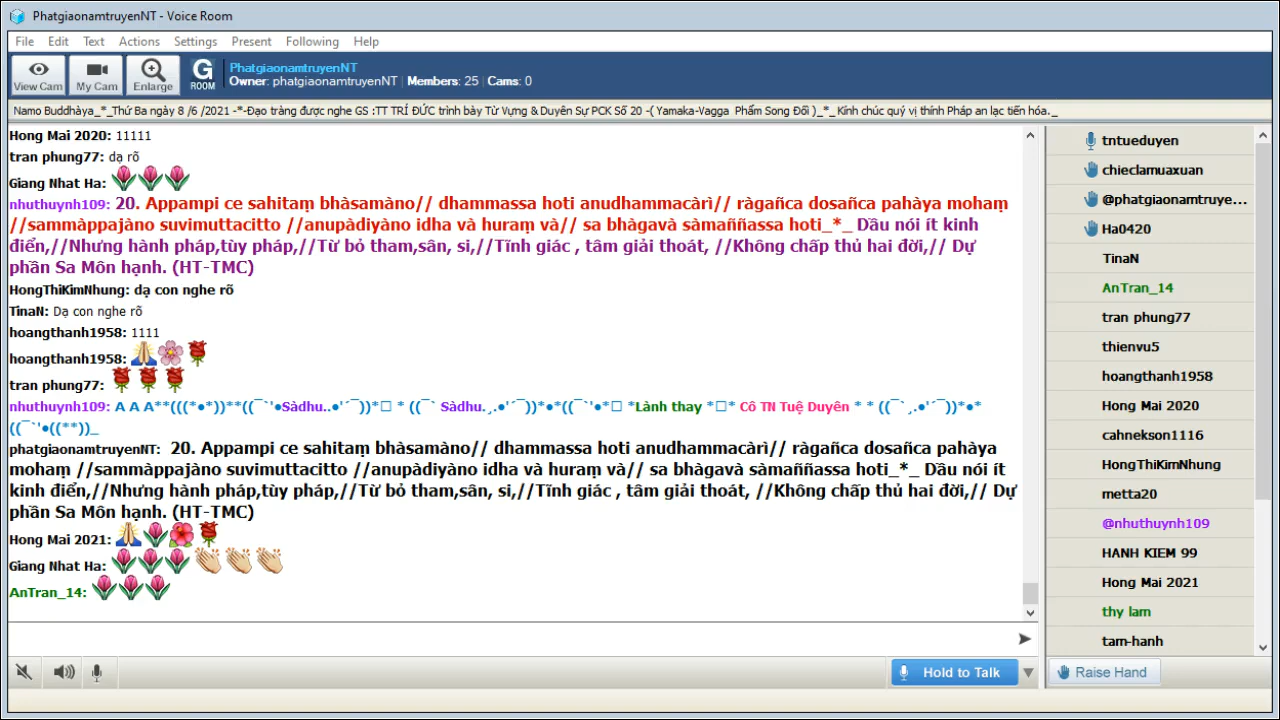 PhatgiaonamtruyenNT - Voice Room
File Edit Text Actions Settings Present Following Help
View Cam
My Cam
Enlarge
G ROOM
PhatgiaonamtruyenNT
Owner: phatgiaonamtruyenNT | Members: 25 | Cams: 0
Namo Buddhàya_*_Thứ Ba ngày 8 /6 /2021 -*-Đạo tràng được nghe GS :TT TRÍ ĐỨC trình bày Từ Vựng & Duyên Sự PCK Số 20 -( Yamaka-Vagga Phẩm Song Đối )_*_ Kính chúc quý vị thính Pháp an lạc tiến hóa._
Hong Mai 2020: 11111
tran phung77: dạ rõ
Giang Nhat Ha:
nhuthuynh109: 20. Appampi ce sahitaṃ bhàsamàno// dhammassa hoti anudhammacàrì// ràgañca dosañca pahàya mohaṃ
//sammàppajàno suvimuttacitto //anupàdiyàno idha và huraṃ và// sa bhàgavà sàmaññassa hoti_*_ Dầu nói ít kinh
điển,//Nhưng hành pháp,tùy pháp,//Từ bỏ tham,sân, si,//Tĩnh giác , tâm giải thoát, //Không chấp thủ hai đời,// Dự
phần Sa Môn hạnh. (HT-TMC)
HongThiKimNhung: dạ con nghe rõ
TinaN: Dạ con nghe rõ
hoangthanh1958: 1111
hoangthanh1958:
tran phung77:
nhuthuynh109: A A A**(((*●*))**((¯`'●Sàdhu..●'´¯))*□ * ((¯` Sàdhu.¸.●'´¯))*●*((¯`'●*□ *Lành thay *□* Cô TN Tuệ Duyên * * ((¯`¸.●'´¯))*●*
((¯`'●((**))_
phatgiaonamtruyenNT: 20. Appampi ce sahitaṃ bhàsamàno// dhammassa hoti anudhammacàrì// ràgañca dosañca pahàya
mohaṃ //sammàppajàno suvimuttacitto //anupàdiyàno idha và huraṃ và// sa bhàgavà sàmaññassa hoti_*_ Dầu nói ít
kinh điển,//Nhưng hành pháp,tùy pháp,//Từ bỏ tham,sân, si,//Tĩnh giác , tâm giải thoát, //Không chấp thủ hai đời,// Dự
phần Sa Môn hạnh. (HT-TMC)
Hong Mai 2021:
Giang Nhat Ha:
AnTran_14:
Hold to Talk
tntueduyen
chieclamuaxuan
@phatgiaonamtruye...
Ha0420
TinaN
AnTran_14
tran phung77
thienvu5
hoangthanh1958
Hong Mai 2020
cahnekson1116
HongThiKimNhung
metta20
@nhuthuynh109
HANH KIEM 99
Hong Mai 2021
thy lam
tam-hanh
Raise Hand